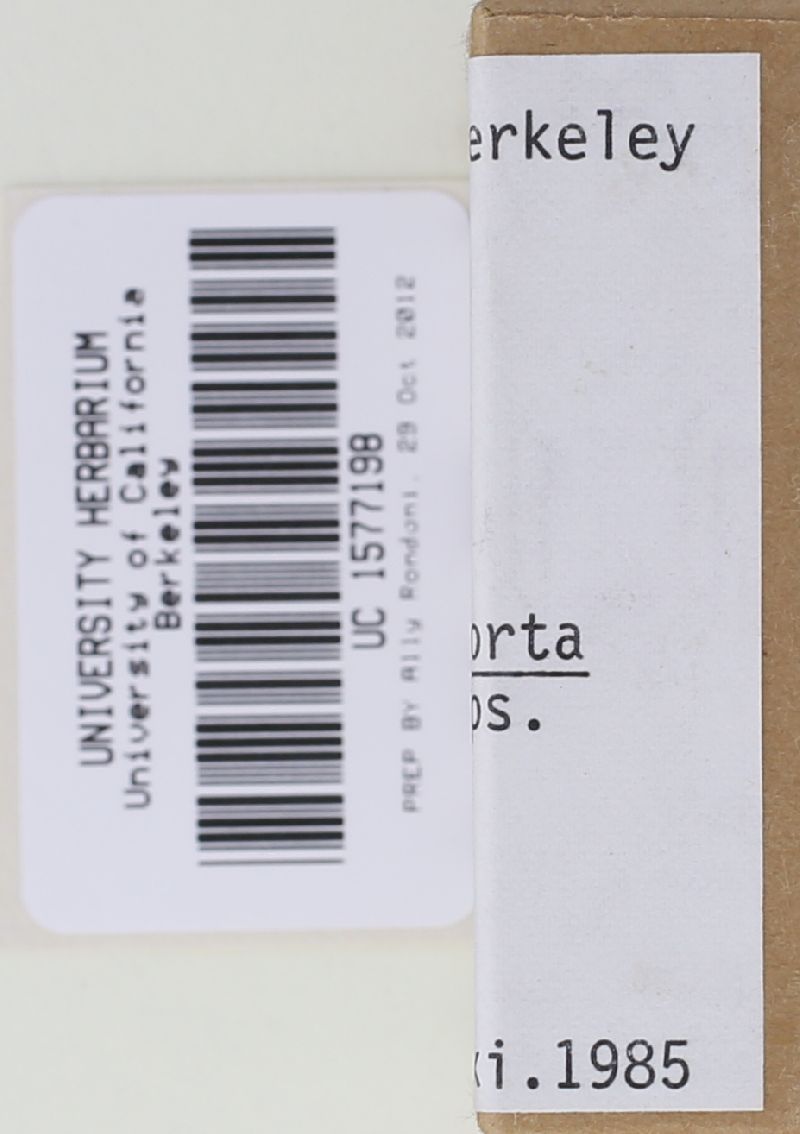 UNIVERSITY HERBARIUM
University of California
Berkeley
UC 1577198
PREP BY Ally Rondoni, 29 Oct 2012
erkeley
orta
ps.
xi.1985